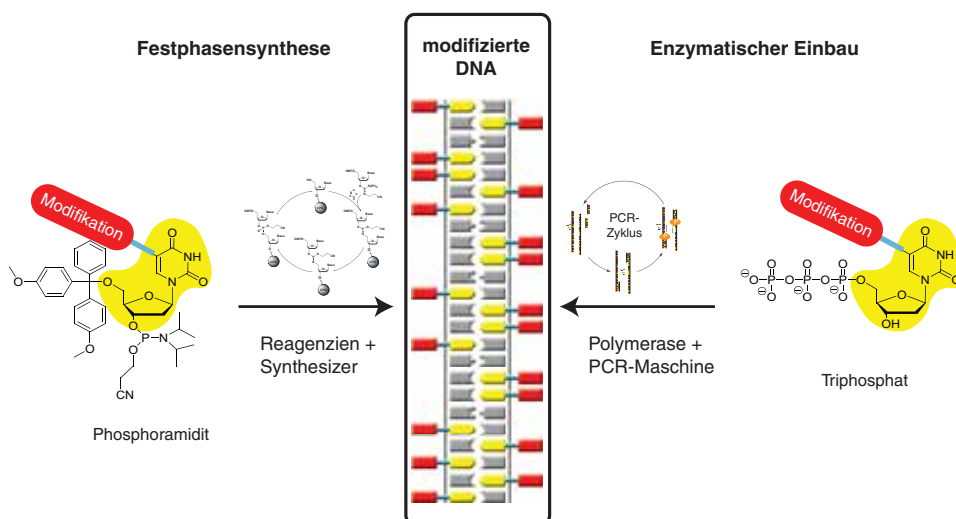 Festphasensynthese
modifizierte
DNA
Enzymatischer Einbau
Modifikation
O
NH
N
O
O
O
O
O
O
O
P
N
O
CN
Phosphoramidit
Reagenzien +
Synthesizer
PCR-
Zyklus
Polymerase +
PCR-Maschine
Modifikation
O
NH
N
O
O
O
O
O
O P O P O P O
O
O
O
OH
Triphosphat